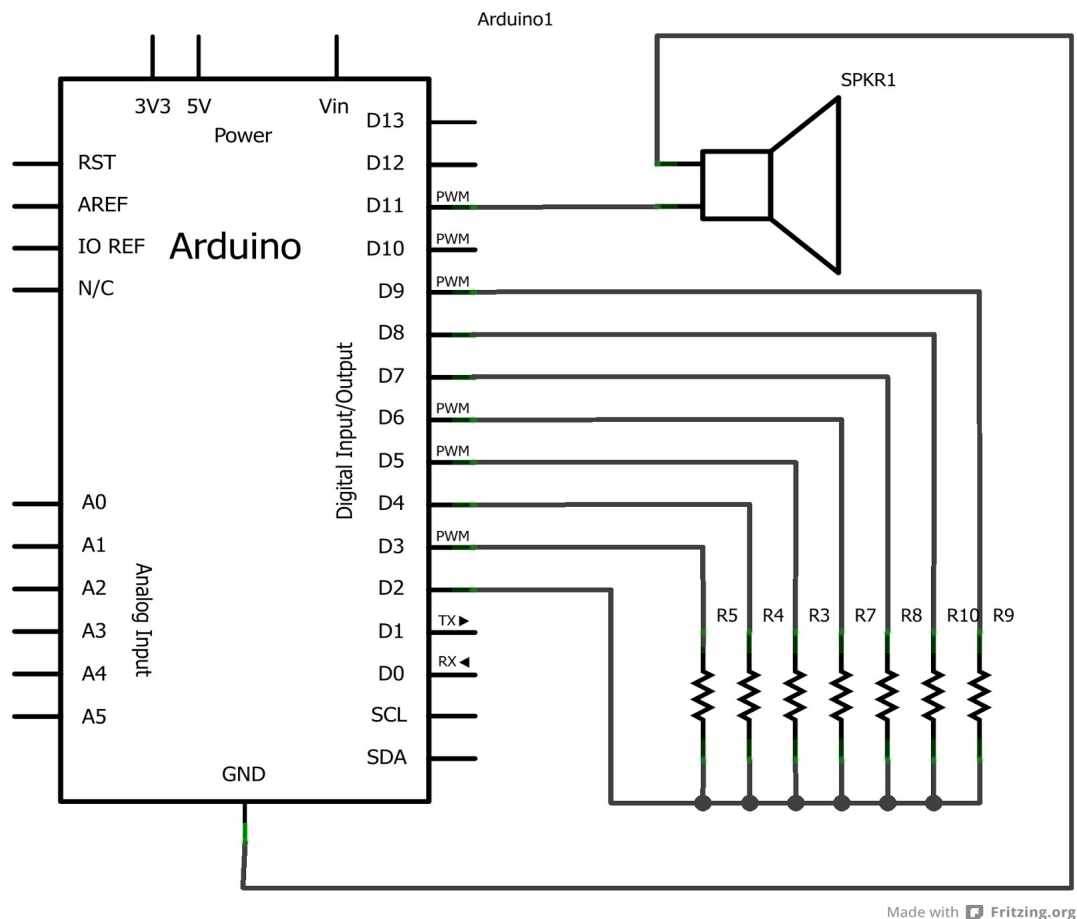 Arduino1
SPKR1
3V3 5V Vin
Power
D13
RST
D12
AREF
D11 PWM
IO REF
Arduino
D10 PWM
N/C
D9 PWM
D8
D7
D6 PWM
D5 PWM
Digital Input/Output
A0
D4
A1
D3 PWM
A2
D2
Analog Input
A3
D1 TX
A4
D0 RX
A5
SCL
SDA
GND
R5 R4 R3 R7 R8 R10 R9
Made with Fritzing.org